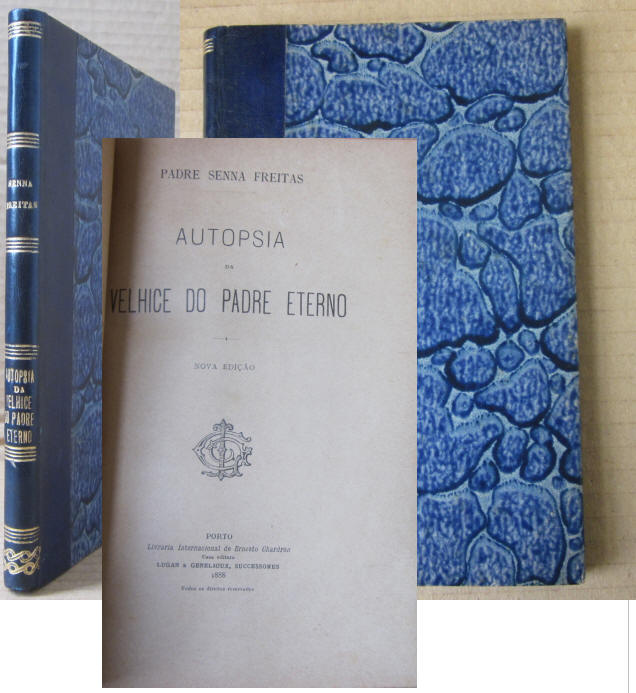 SENNA
FREITAS
AUTOPSIA
DA
VELHICE
DO PADRE
ETERNO
PADRE SENNA FREITAS
AUTOPSIA
DA
VELHICE DO PADRE ETERNO
NOVA EDIÇÃO
PORTO
Livraria Internacional de Ernesto Chardron
Casa editora
LUGAN & GENELIOUX, SUCCESSORES
1888
Todos os direitos reservados